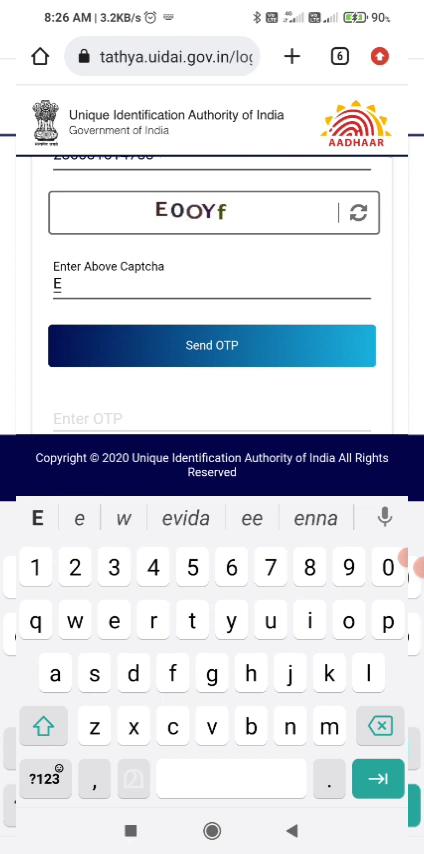 8:26 AM | 3.2KB/s
90%
tathya.uidai.gov.in/log
6
Unique Identification Authority of India
Government of India
AADHAAR
E0OYf
Enter Above Captcha
E
Send OTP
Enter OTP
Copyright © 2020 Unique Identification Authority of India All Rights
Reserved
E e w evida ee enna
1 2 3 4 5 6 7 8 9 0
q w e r t y u i o p
a s d f g h j k l
z x c v b n m
?123 , .